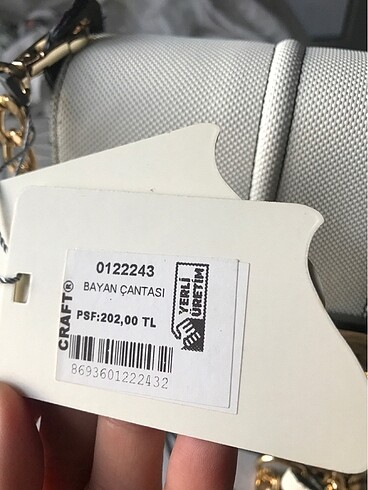 0122243
BAYAN ÇANTASI
PSF:202,00 TL
CRAFT®
YERLİ
ÜRETİM
8693601222432